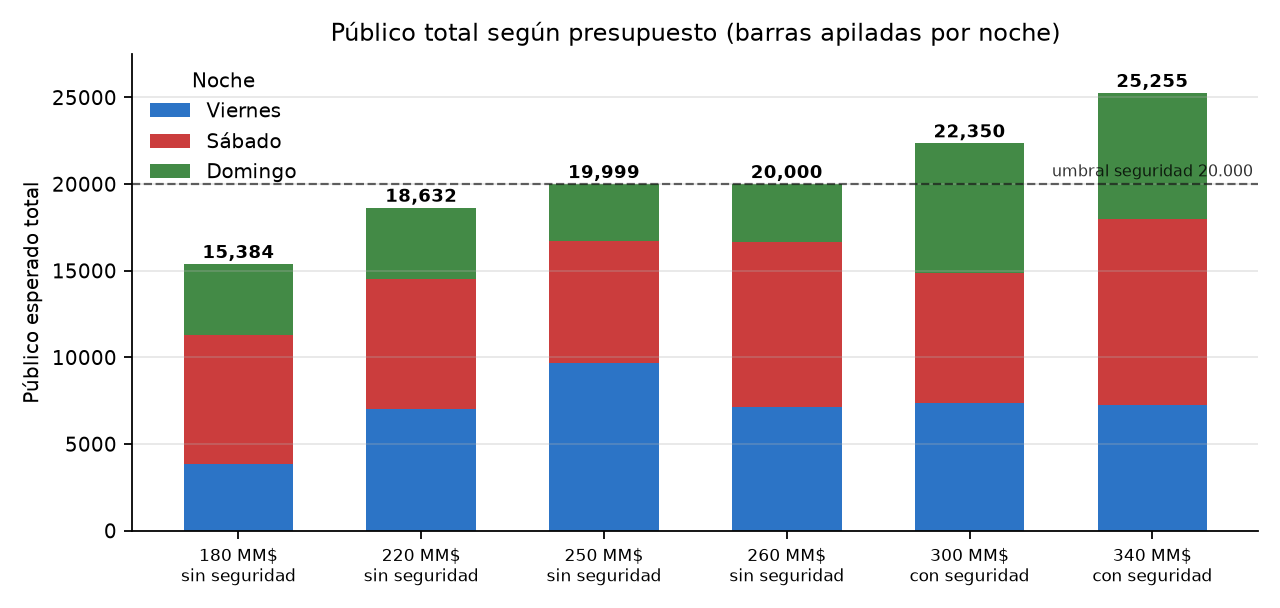 Público total según presupuesto (barras apiladas por noche)
Público esperado total
25000
20000
15000
10000
5000
0
Noche
Viernes
Sábado
Domingo
15,384
18,632
19,999
20,000
22,350
25,255
umbral seguridad 20.000
180 MM$
sin seguridad
220 MM$
sin seguridad
250 MM$
sin seguridad
260 MM$
sin seguridad
300 MM$
con seguridad
340 MM$
con seguridad